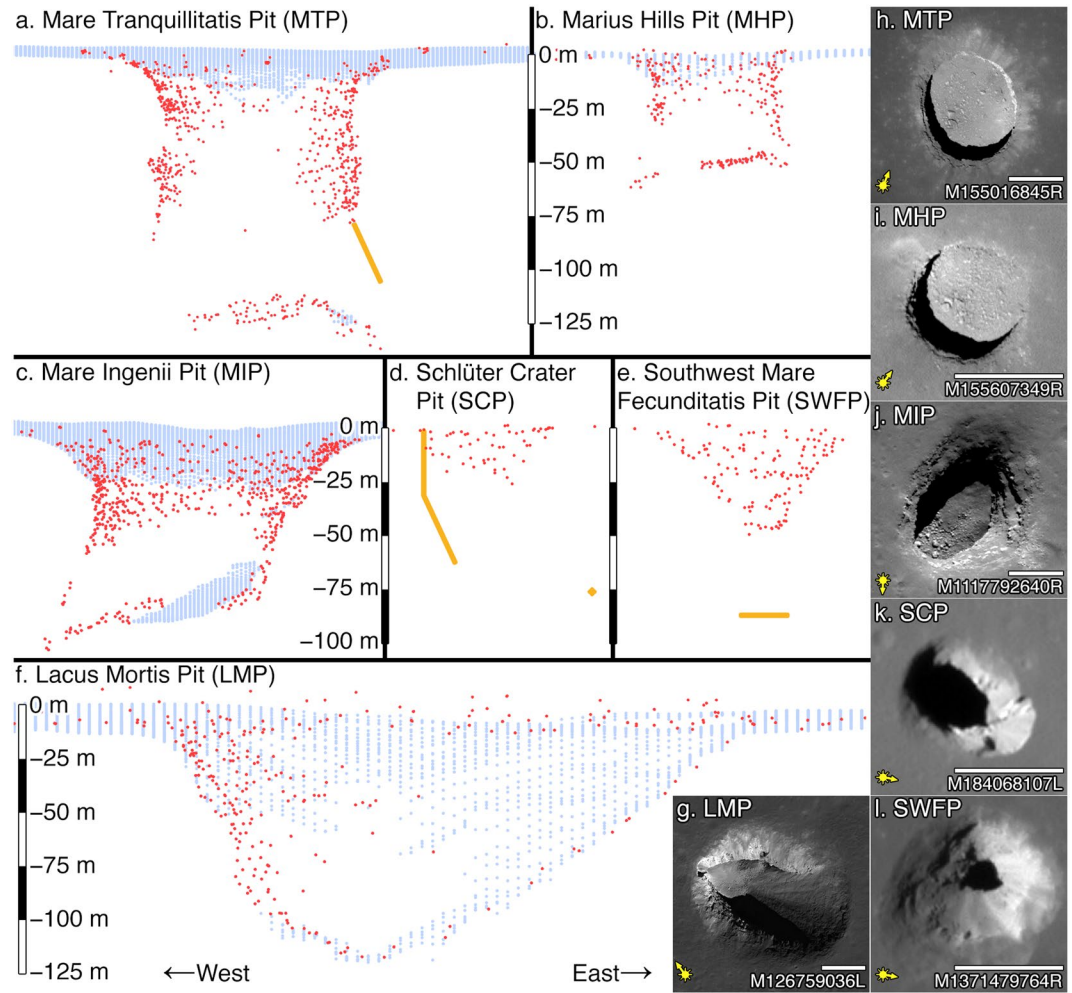 a. Mare Tranquillitatis Pit (MTP)
b. Marius Hills Pit (MHP)
0 m
−25 m
−50 m
−75 m
−100 m
−125 m
c. Mare Ingenii Pit (MIP)
0 m
−25 m
−50 m
−75 m
−100 m
d. Schlüter Crater
Pit (SCP)
e. Southwest Mare
Fecunditatis Pit (SWFP)
f. Lacus Mortis Pit (LMP)
0 m
−25 m
−50 m
−75 m
−100 m
−125 m
←West
East→
g. LMP
M126759036L
h. MTP
M155016845R
i. MHP
M155607349R
j. MIP
M1117792640R
k. SCP
M184068107L
l. SWFP
M1371479764R